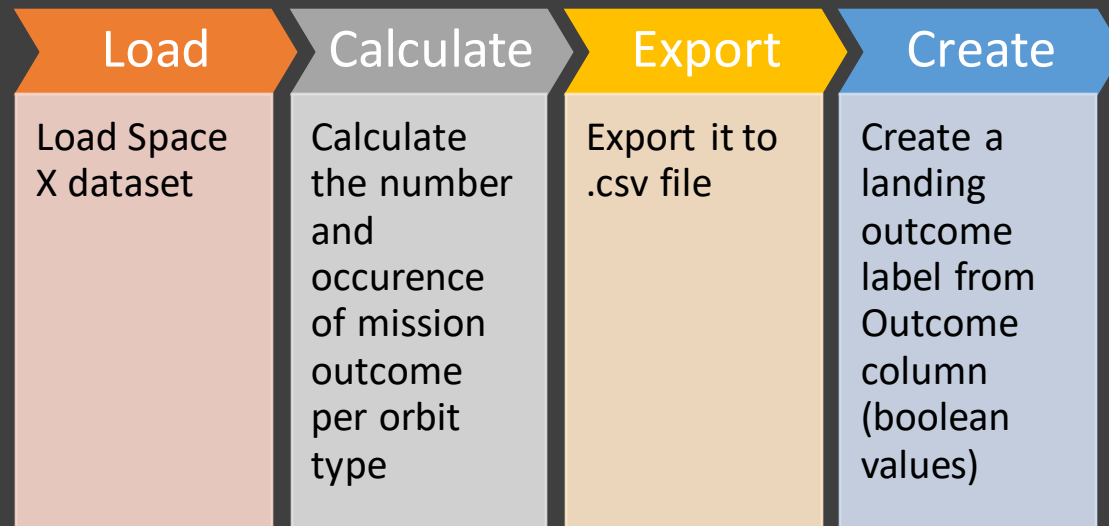 Load
Calculate
Export
Create
Load Space
X dataset
Calculate
the number
and
occurence
of mission
outcome
per orbit
type
Export it to
.csv file
Create a
landing
outcome
label from
Outcome
column
(boolean
values)